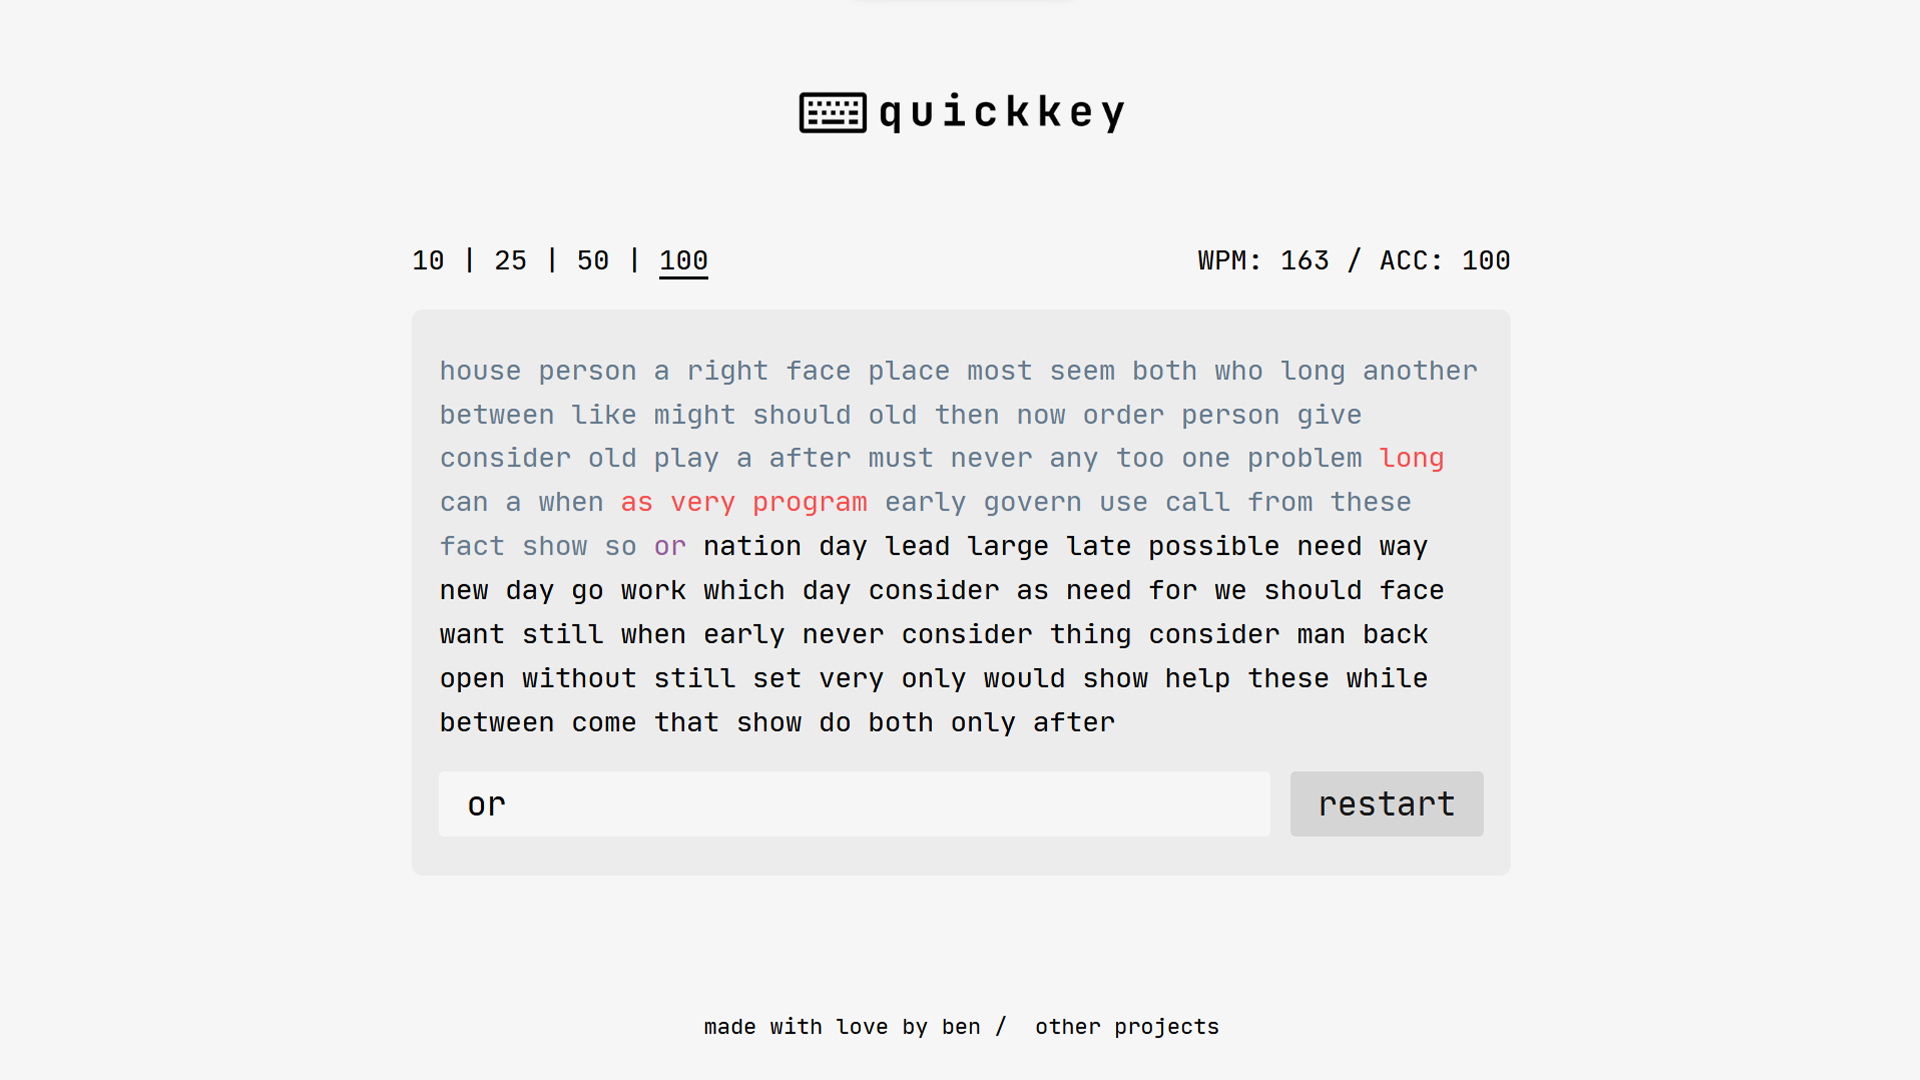 quickkey
10 | 25 | 50 | 100
WPM: 163 / ACC: 100
house person a right face place most seem both who long another
between like might should old then now order person give
consider old play a after must never any too one problem long
can a when as very program early govern use call from these
fact show so or nation day lead large late possible need way
new day go work which day consider as need for we should face
want still when early never consider thing consider man back
open without still set very only would show help these while
between come that show do both only after
or
restart
made with love by ben / other projects